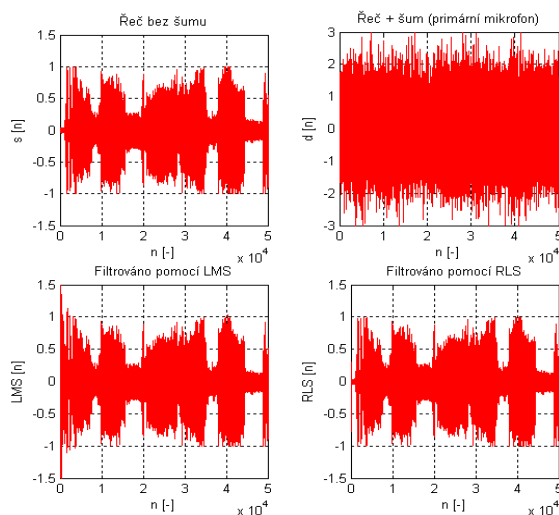 Řeč bez šumu
1.5
1
0.5
0
-0.5
-1
-1.5
s [n]
0 1 2 3 4 5
n [-]
x 10^4
Řeč + šum (primární mikrofon)
3
2
1
0
-1
-2
-3
d [n]
0 1 2 3 4 5
n [-]
x 10^4
Filtrováno pomocí LMS
1.5
1
0.5
0
-0.5
-1
-1.5
LMS [n]
0 1 2 3 4 5
n [-]
x 10^4
Filtrováno pomocí RLS
1.5
1
0.5
0
-0.5
-1
-1.5
RLS [n]
0 1 2 3 4 5
n [-]
x 10^4